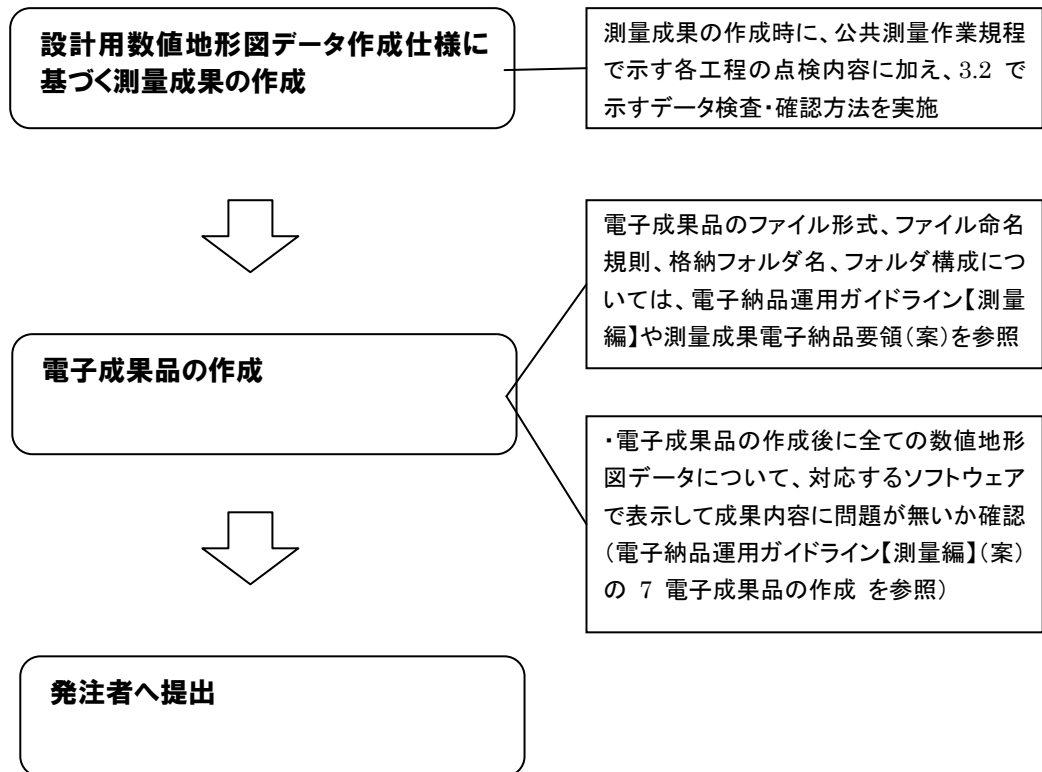 設計用数値地形図データ作成仕様に
基づく測量成果の作成
測量成果の作成時に、公共測量作業規程
で示す各工程の点検内容に加え、3.2 で
示すデータ検査・確認方法を実施
電子成果品のファイル形式、ファイル命名
規則、格納フォルダ名、フォルダ構成につ
いては、電子納品運用ガイドライン【測量
編】や測量成果電子納品要領(案)を参照
電子成果品の作成
・電子成果品の作成後に全ての数値地形
図データについて、対応するソフトウェア
で表示して成果内容に問題が無いか確認
(電子納品運用ガイドライン【測量編】(案)
の 7 電子成果品の作成 を参照)
発注者へ提出